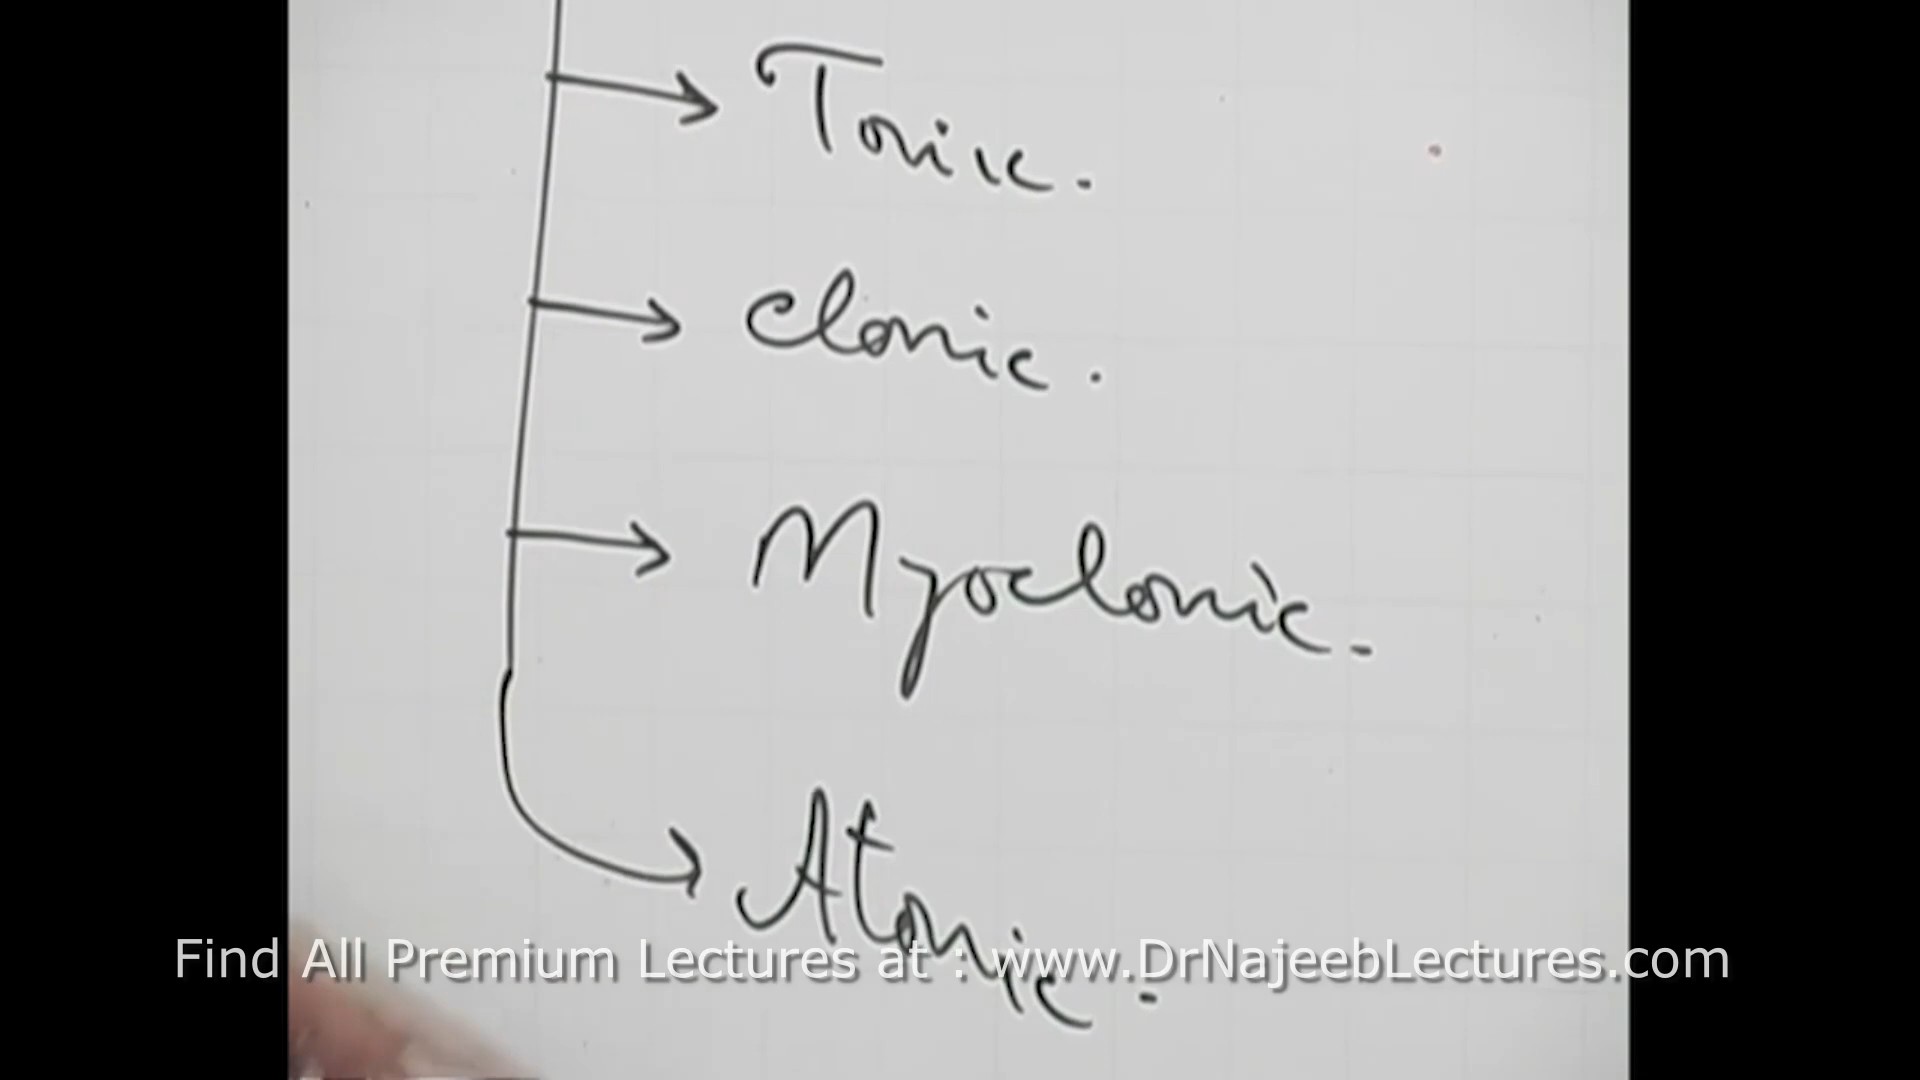 Tonic.
clonic.
Myoclonic.
Atonic.
Find All Premium Lectures at : www.DrNajeebLectures.com